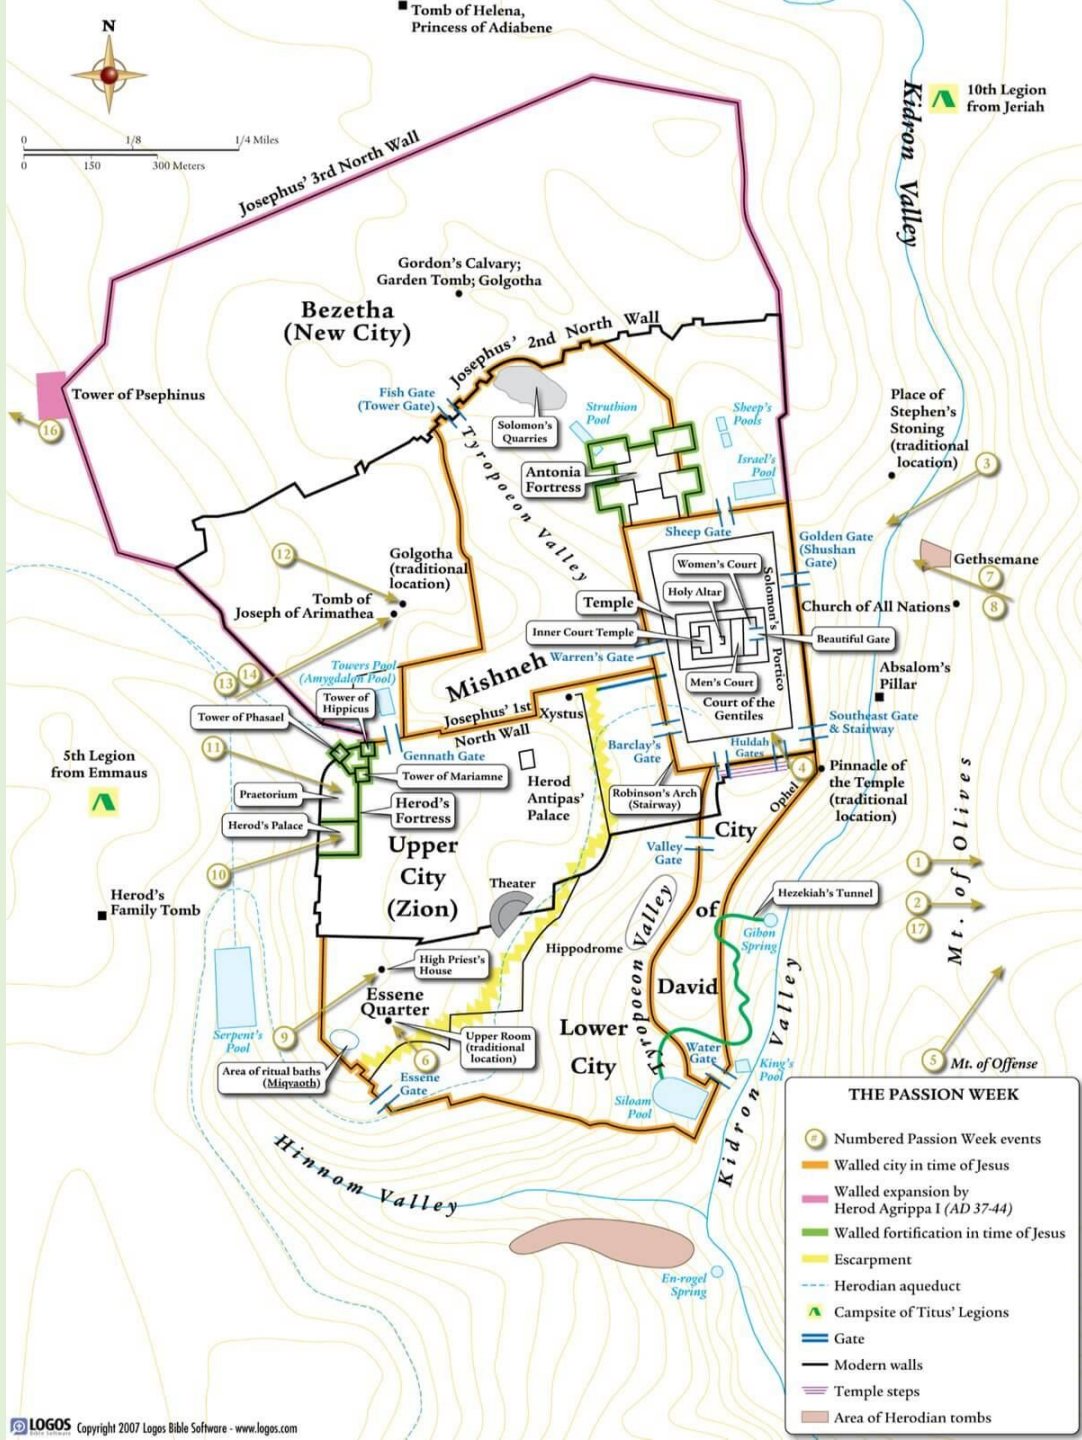 Tomb of Helena,
Princess of Adiabene
N
0
1/8
1/4 Miles
0
150
300 Meters
10th Legion
from Jeriah
Kidron Valley
Josephus' 3rd North Wall
Gordon's Calvary;
Garden Tomb; Golgotha
Bezetha
(New City)
Josephus' 2nd North Wall
Tower of Psephinus
16
Fish Gate
(Tower Gate)
Solomon's
Quarries
Struthion
Pool
Sheep's
Pools
Israel's
Pool
Antonia
Fortress
Tyropoeon Valley
Place of
Stephen's
Stoning
(traditional
location)
3
Sheep Gate
Golden Gate
(Shushan
Gate)
Gethsemane
7
8
Church of All Nations
12
Golgotha
(traditional
location)
Tomb of
Joseph of Arimathea
Women's Court
Holy Altar
Temple
Inner Court Temple
Solomon's Portico
Beautiful Gate
Warren's Gate
Men's Court
Court of the
Gentiles
Absalom's
Pillar
13
14
Towers Pool
(Amygdalon Pool)
Mishneh
Tower of
Hippicus
Tower of Phasael
Josephus' 1st
North Wall
Xystus
Southeast Gate
& Stairway
11
5th Legion
from Emmaus
Gennath Gate
Barclay's
Gate
Huldah
Gates
4
Pinnacle of
the Temple
(traditional
location)
Tower of Mariamne
Praetorium
Herod's
Fortress
Herod
Antipas'
Palace
Robinson's Arch
(Stairway)
Ophel
Herod's Palace
Upper
City
(Zion)
City
of
David
Valley
Gate
10
1
2
17
Mt. of Olives
Herod's
Family Tomb
Theater
Hezekiah's Tunnel
Gihon
Spring
Tyropoeon Valley
Hippodrome
High Priest's
House
Essene
Quarter
Serpent's
Pool
9
Upper Room
(traditional
location)
6
Lower
City
Kidron Valley
5
Mt. of Offense
Area of ritual baths
(Miqvaoth)
Essene
Gate
Water
Gate
King's
Pool
Siloam
Pool
Hinnom Valley
En-rogel
Spring
THE PASSION WEEK
#
Numbered Passion Week events
Walled city in time of Jesus
Walled expansion by
Herod Agrippa I (AD 37-44)
Walled fortification in time of Jesus
Escarpment
Herodian aqueduct
Campsite of Titus' Legions
Gate
Modern walls
Temple steps
Area of Herodian tombs
LOGOS
Bible Software
Copyright 2007 Logos Bible Software - www.logos.com